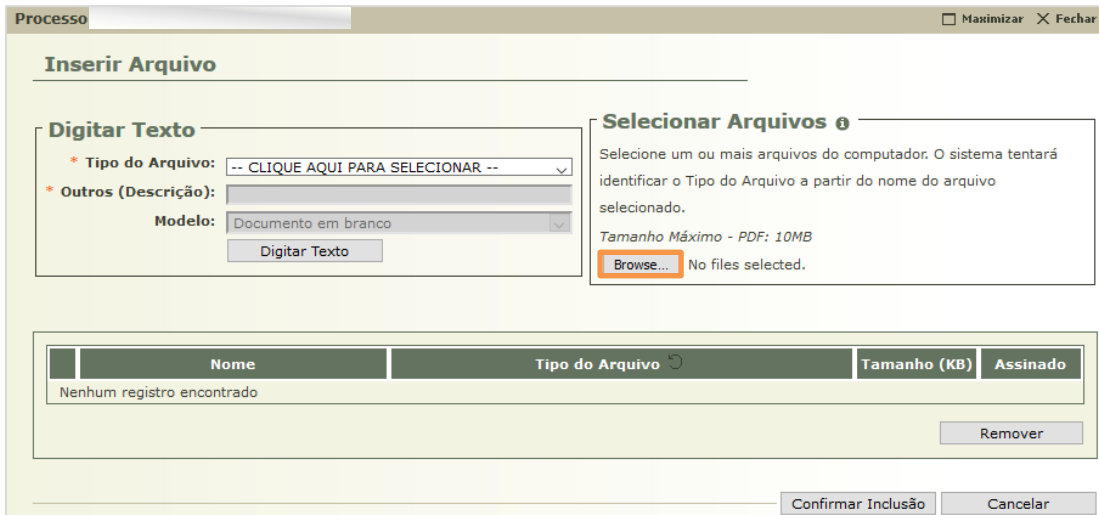 Processo
Maximizar Fechar
Inserir Arquivo
Digitar Texto
* Tipo do Arquivo: -- CLIQUE AQUI PARA SELECIONAR --
* Outros (Descrição):
Modelo: Documento em branco
Digitar Texto
Selecionar Arquivos
Selecione um ou mais arquivos do computador. O sistema tentará
identificar o Tipo do Arquivo a partir do nome do arquivo
selecionado.
Tamanho Máximo - PDF: 10MB
Browse... No files selected.
Nome Tipo do Arquivo Tamanho (KB) Assinado
Nenhum registro encontrado
Remover
Confirmar Inclusão Cancelar